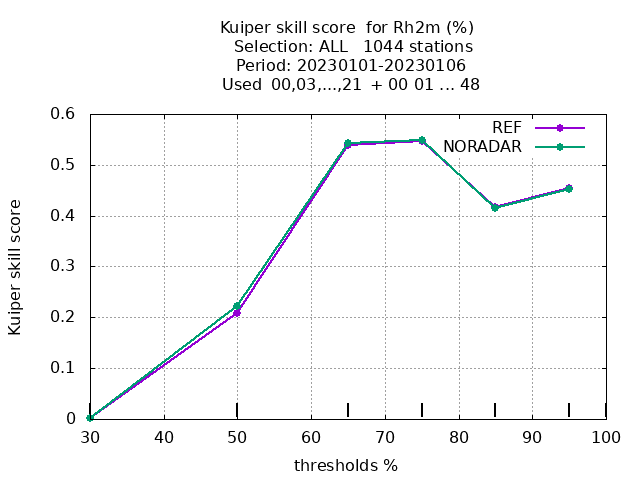 Kuiper skill score  for Rh2m (%)
Selection: ALL   1044 stations
Period: 20230101-20230106
Used  00,03,...,21  + 00 01 ... 48
REF
NORADAR
0.6
0.5
0.4
0.3
0.2
0.1
0
Kuiper skill score
30 40 50 60 70 80 90 100
thresholds %